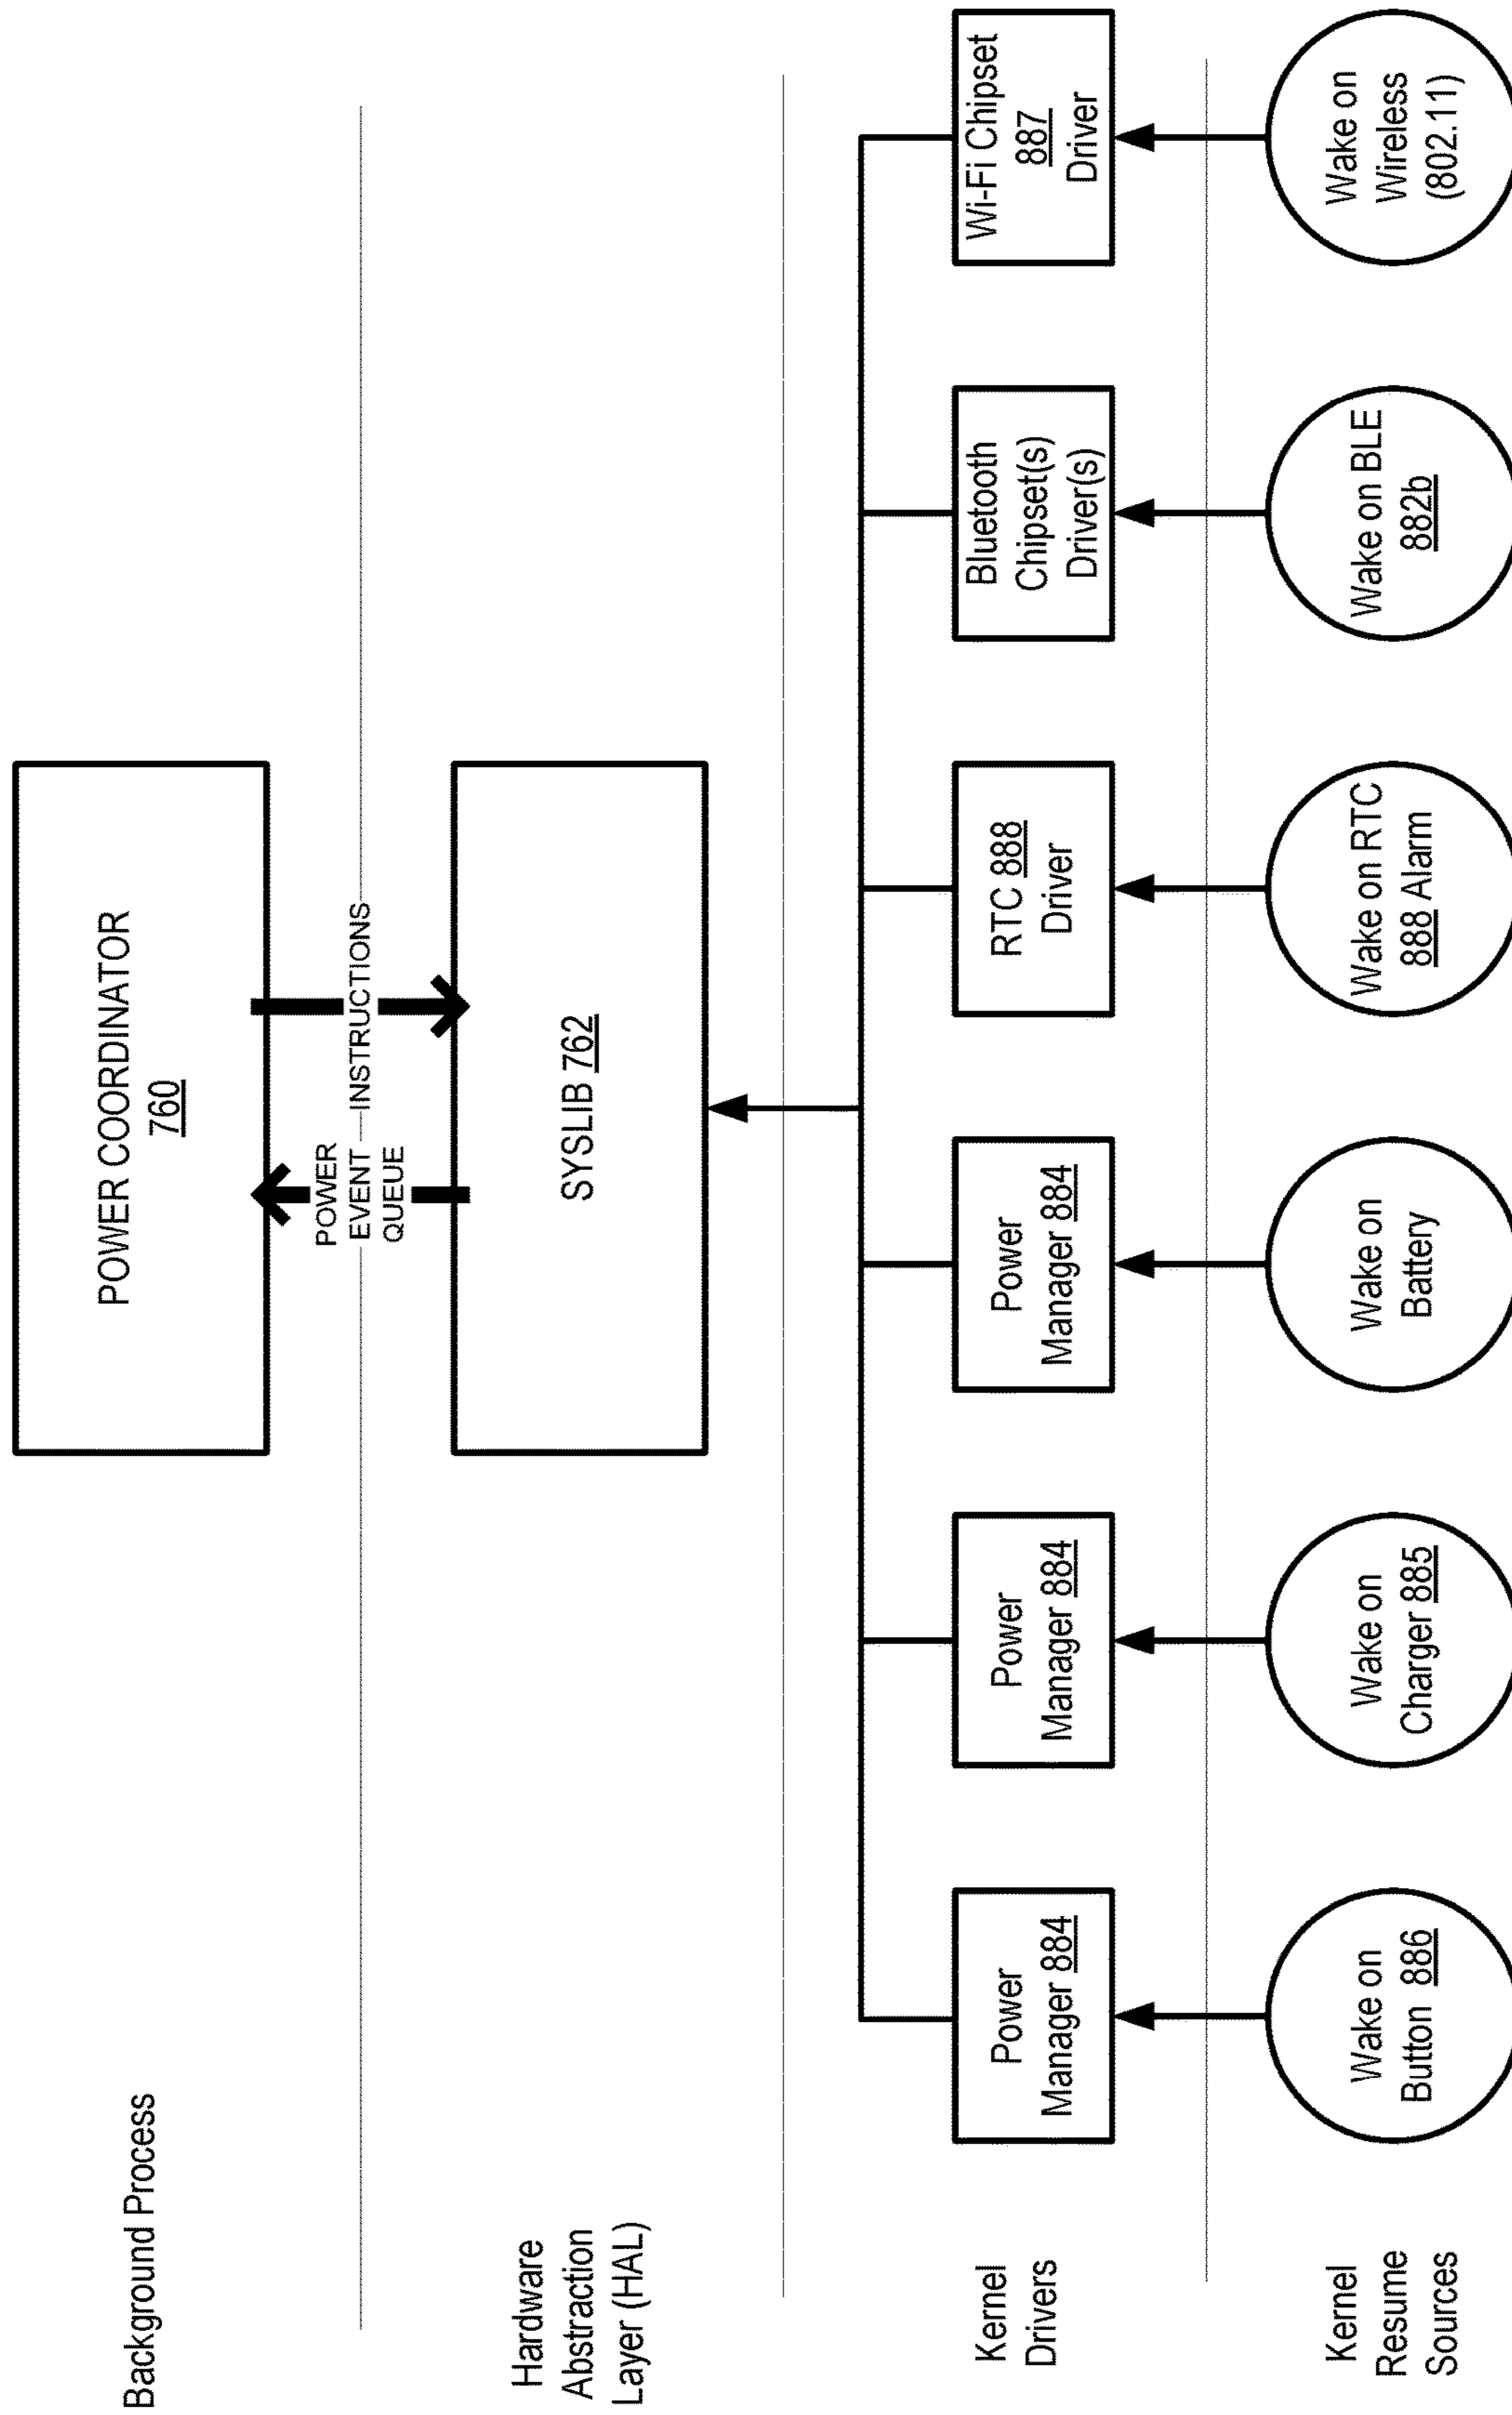 Background Process
POWER COORDINATOR
760
POWER
EVENT
QUEUE
INSTRUCTIONS
Hardware
Abstraction
Layer (HAL)
SYSLIB 762
Kernel
Drivers
Power
Manager 884
Power
Manager 884
Power
Manager 884
RTC 888
Driver
Bluetooth
Chipset(s)
Driver(s)
Wi-Fi Chipset
887
Driver
Kernel
Resume
Sources
Wake on
Button 886
Wake on
Charger 885
Wake on
Battery
Wake on RTC
888 Alarm
Wake on BLE
882b
Wake on
Wireless
(802.11)